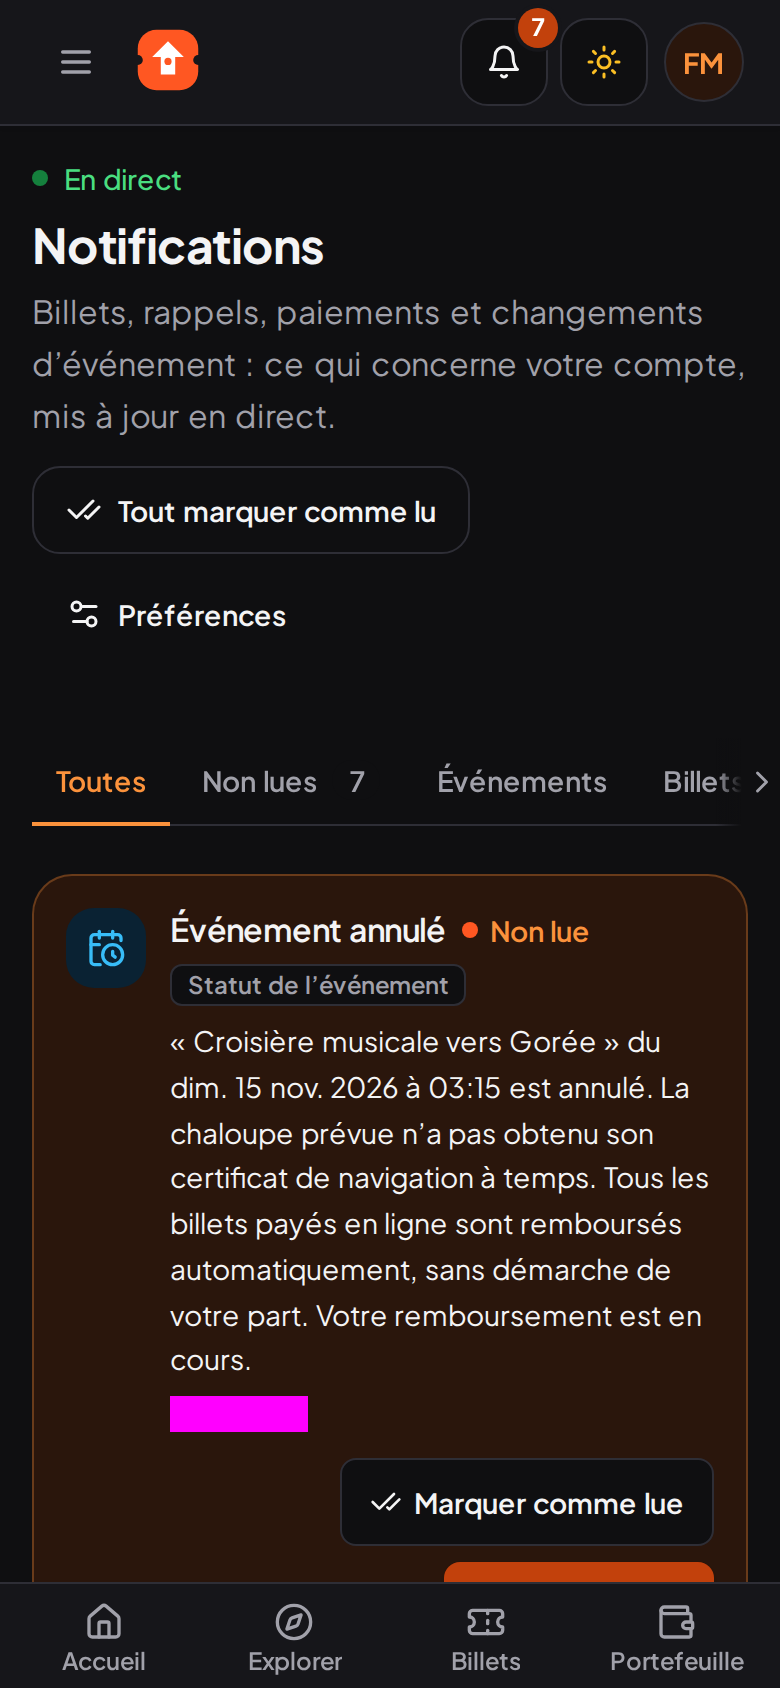 7
FM
En direct
Notifications
Billets, rappels, paiements et changements
d’événement : ce qui concerne votre compte,
mis à jour en direct.
Tout marquer comme lu
Préférences
Toutes Non lues 7 Événements Billets
Événement annulé Non lue
Statut de l’événement
« Croisière musicale vers Gorée » du
dim. 15 nov. 2026 à 03:15 est annulé. La
chaloupe prévue n’a pas obtenu son
certificat de navigation à temps. Tous les
billets payés en ligne sont remboursés
automatiquement, sans démarche de
votre part. Votre remboursement est en
cours.
Marquer comme lue
Accueil Explorer Billets Portefeuille